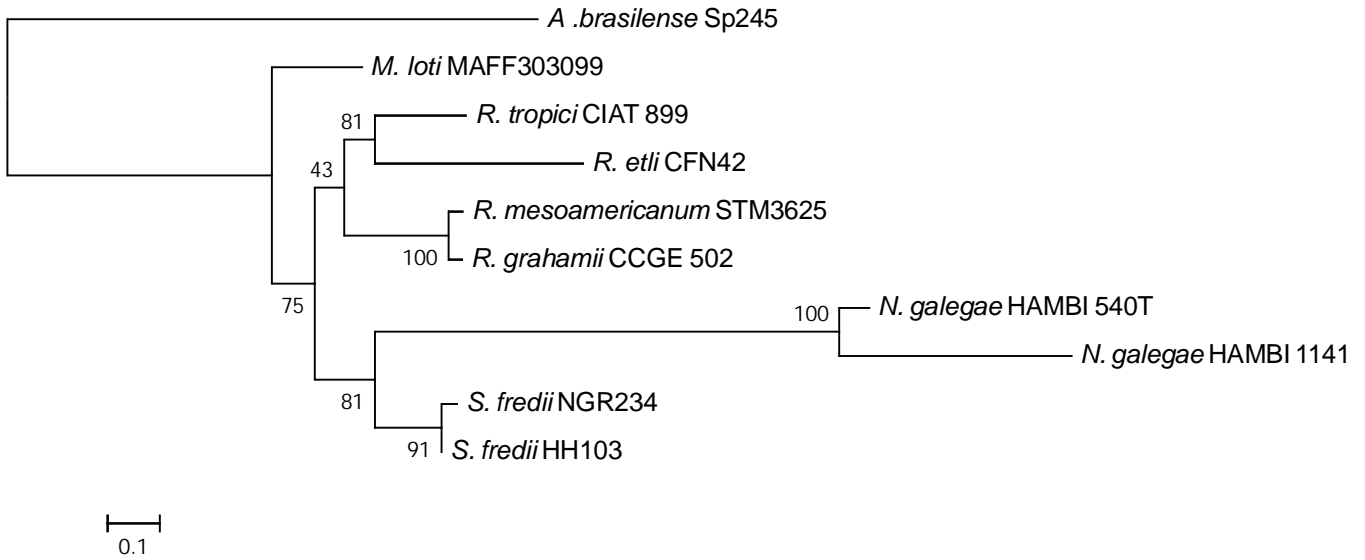 A .brasilense Sp245
M. loti MAFF303099
81
R. tropici CIAT 899
R. etli CFN42
43
R. mesoamericanum STM3625
100
R. grahamii CCGE 502
75
100
N. galegae HAMBI 540T
N. galegae HAMBI 1141
81
S. fredii NGR234
91
S. fredii HH103
0.1